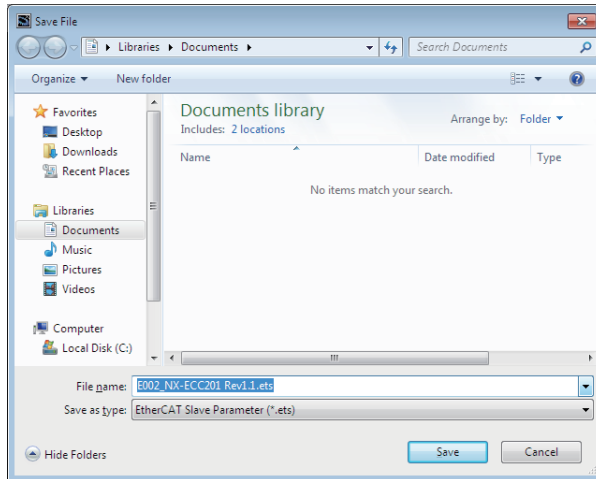 Save File
Libraries Documents
Search Documents
Organize New folder
Favorites
Desktop
Downloads
Recent Places
Libraries
Documents
Music
Pictures
Videos
Computer
Local Disk (C:)
Documents library
Includes: 2 locations
Arrange by: Folder
Name Date modified Type
No items match your search.
File name: E002_NX-ECC201 Rev1.1.ets
Save as type: EtherCAT Slave Parameter (*.ets)
Hide Folders Save Cancel